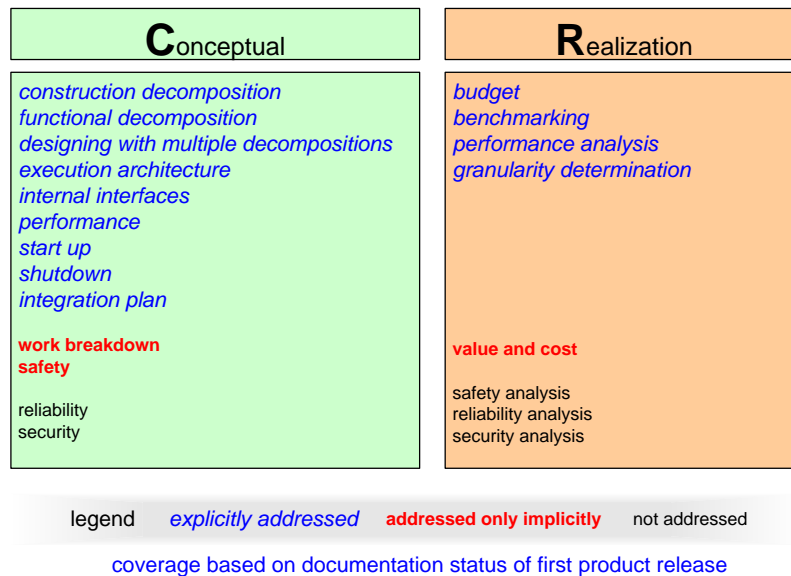 Conceptual
construction decomposition
functional decomposition
designing with multiple decompositions
execution architecture
internal interfaces
performance
start up
shutdown
integration plan
work breakdown
safety
reliability
security
Realization
budget
benchmarking
performance analysis
granularity determination
value and cost
safety analysis
reliability analysis
security analysis
legend explicitly addressed addressed only implicitly not addressed
coverage based on documentation status of first product release